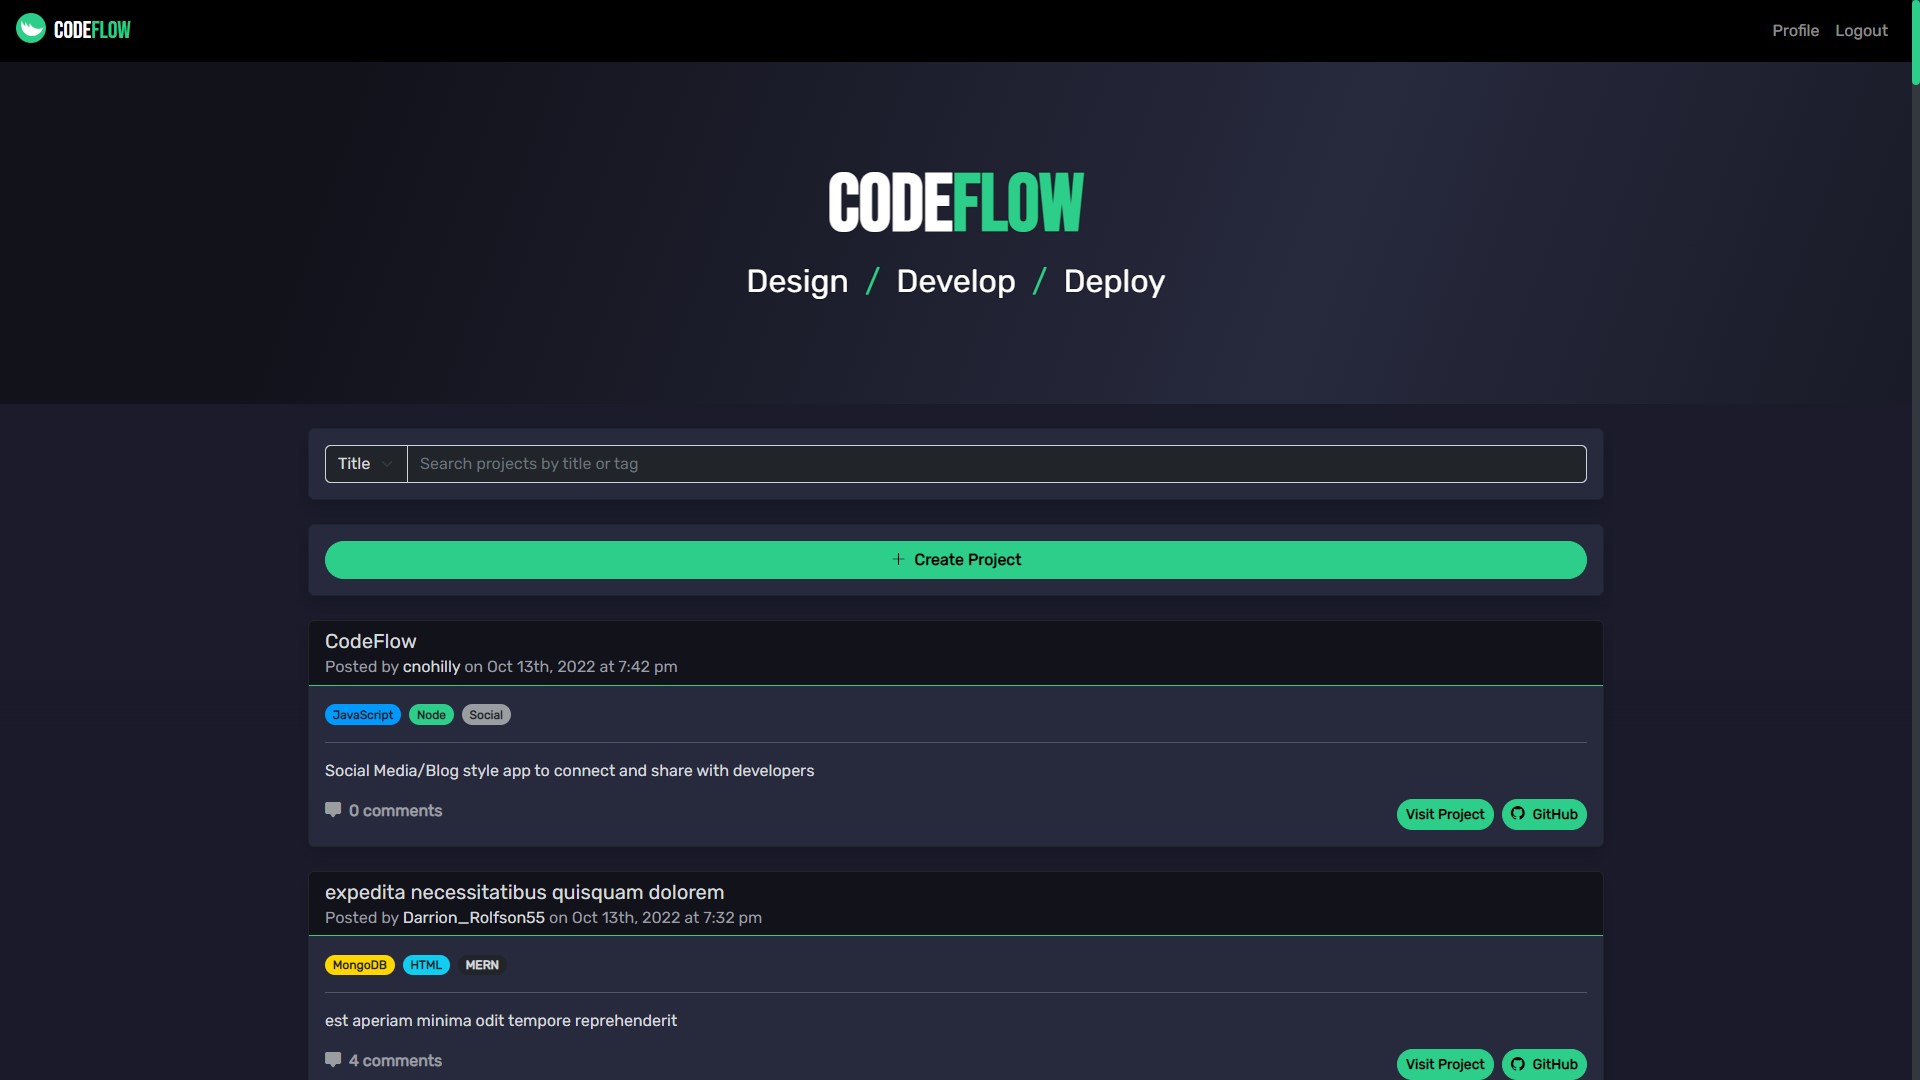 CODEFLOW
Profile Logout
CODEFLOW
Design / Develop / Deploy
Title Search projects by title or tag
+ Create Project
CodeFlow
Posted by cnohilly on Oct 13th, 2022 at 7:42 pm
JavaScript Node Social
Social Media/Blog style app to connect and share with developers
0 comments Visit Project GitHub
expedita necessitatibus quisquam dolorem
Posted by Darrion_Rolfson55 on Oct 13th, 2022 at 7:32 pm
MongoDB HTML MERN
est aperiam minima odit tempore reprehenderit
4 comments Visit Project GitHub